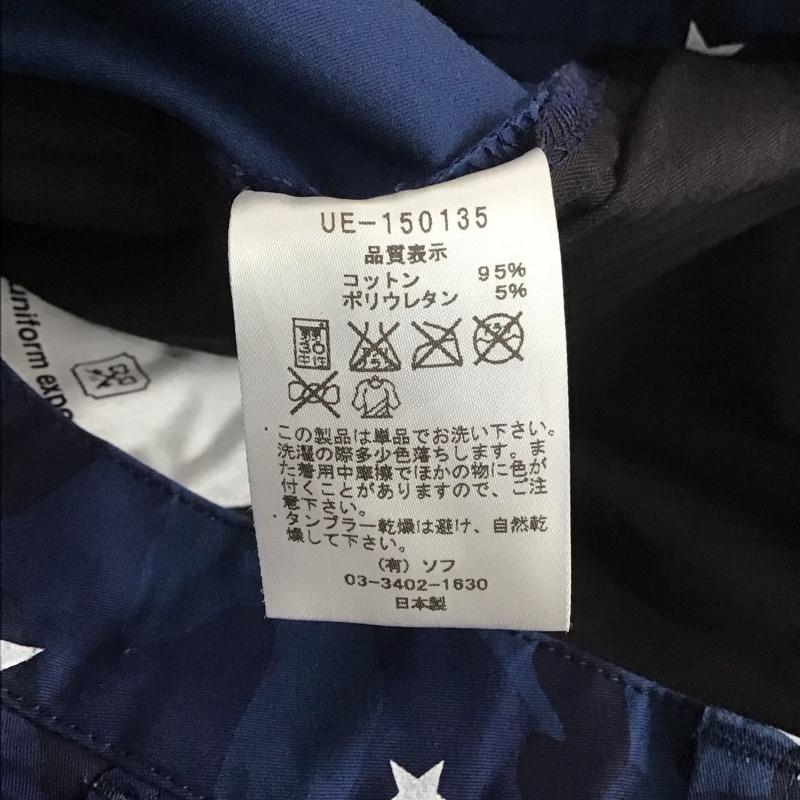 UE-150135
品質表示
コットン 95%
ポリウレタン 5%
・この製品は単品でお洗い下さい。
洗濯の際多少色落ちします。ま
た着用中摩擦でほかの物に色が
付くことがありますので、ご注
意下さい。
・タンブラー乾燥は避け、自然乾
燥して下さい。
(有)ソフ
03-3402-1630
日本製
uniform expe